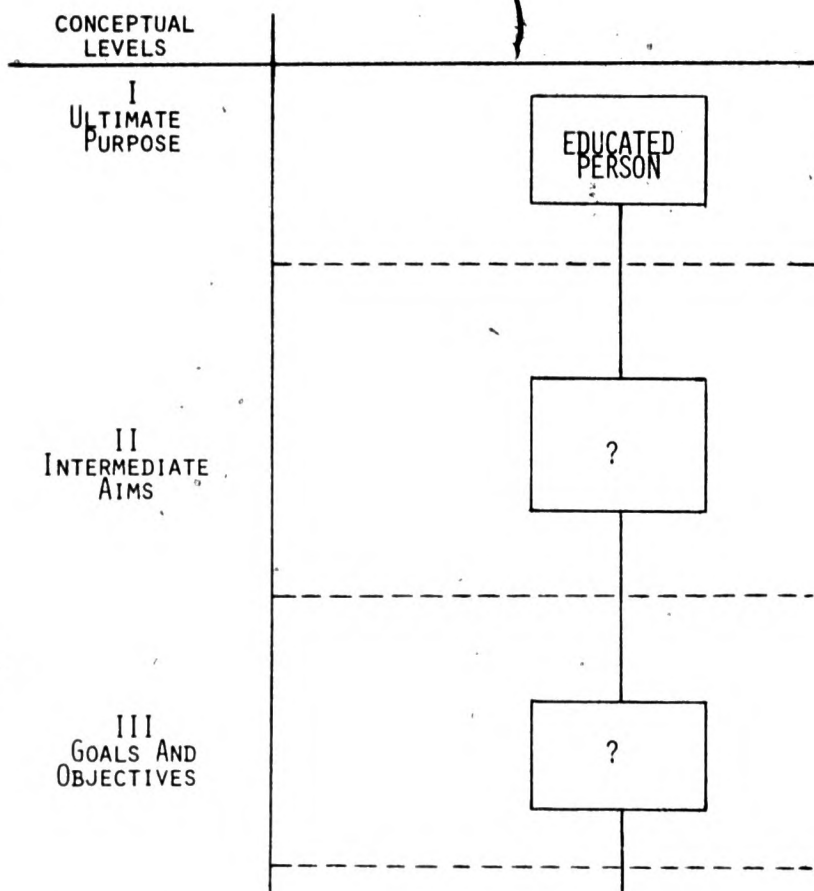 CONCEPTUAL
LEVELS
I
ULTIMATE
PURPOSE
EDUCATED
PERSON
II
INTERMEDIATE
AIMS
?
III
GOALS AND
OBJECTIVES
?